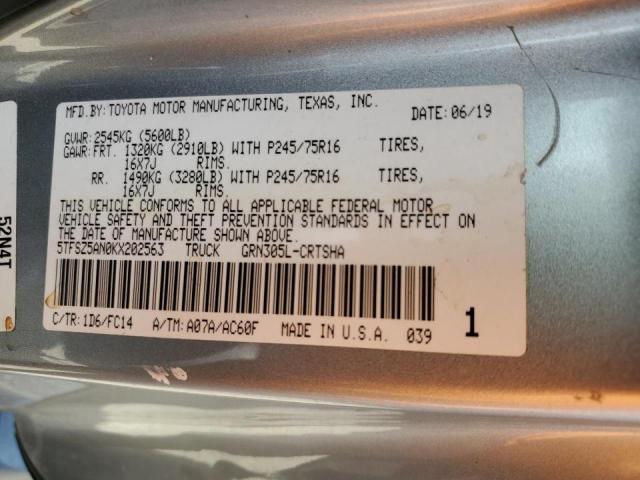 MFD.BY:TOYOTA MOTOR MANUFACTURING, TEXAS, INC.
DATE:06/19
GVWR:2545KG (5600LB)
GAWR:FRT. 1320KG (2910LB) WITH P245/75R16 TIRES,
16X7J RIMS.
RR. 1490KG (3280LB) WITH P245/75R16 TIRES,
16X7J RIMS.
THIS VEHICLE CONFORMS TO ALL APPLICABLE FEDERAL MOTOR
VEHICLE SAFETY AND THEFT PREVENTION STANDARDS IN EFFECT ON
THE DATE OF MANUFACTURE SHOWN ABOVE.
5TFSZ5AN0KX202563 TRUCK GRN305L-CRTSHA
C/TR:1D6/FC14 A/TM:A07A/AC60F MADE IN U.S.A. 039 1
52N4T